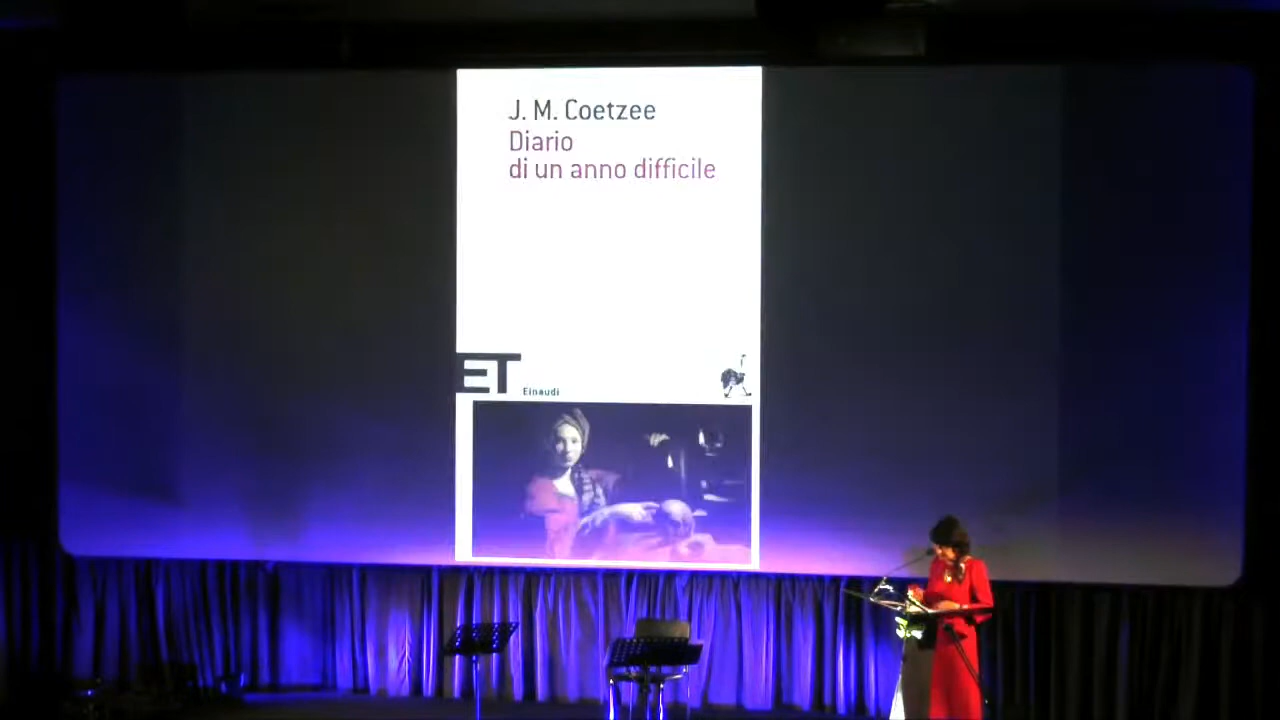 J. M. Coetzee
Diario
di un anno difficile
ET
Einaudi